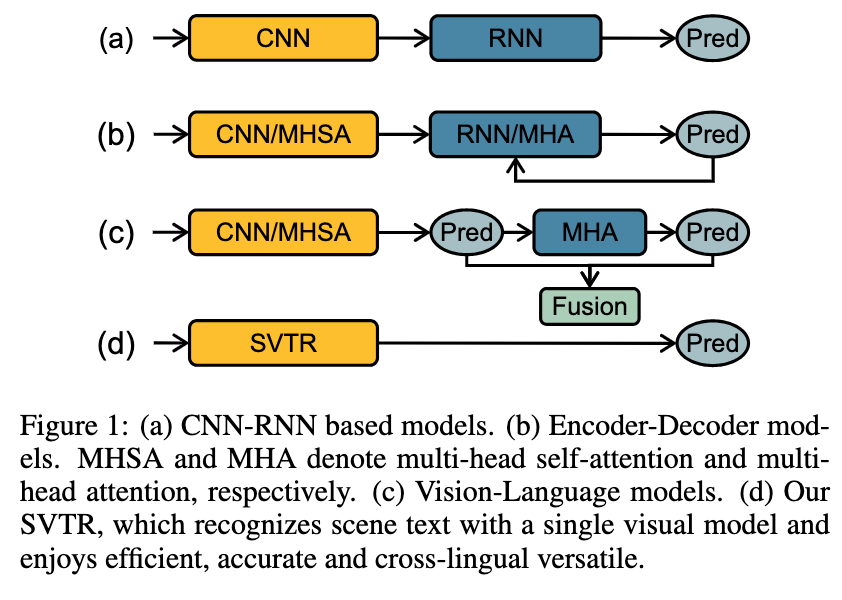 (a) CNN RNN Pred
(b) CNN/MHSA RNN/MHA Pred
(c) CNN/MHSA Pred MHA Pred
Fusion
(d) SVTR Pred
Figure 1: (a) CNN-RNN based models. (b) Encoder-Decoder mod-
els. MHSA and MHA denote multi-head self-attention and multi-
head attention, respectively. (c) Vision-Language models. (d) Our
SVTR, which recognizes scene text with a single visual model and
enjoys efficient, accurate and cross-lingual versatile.